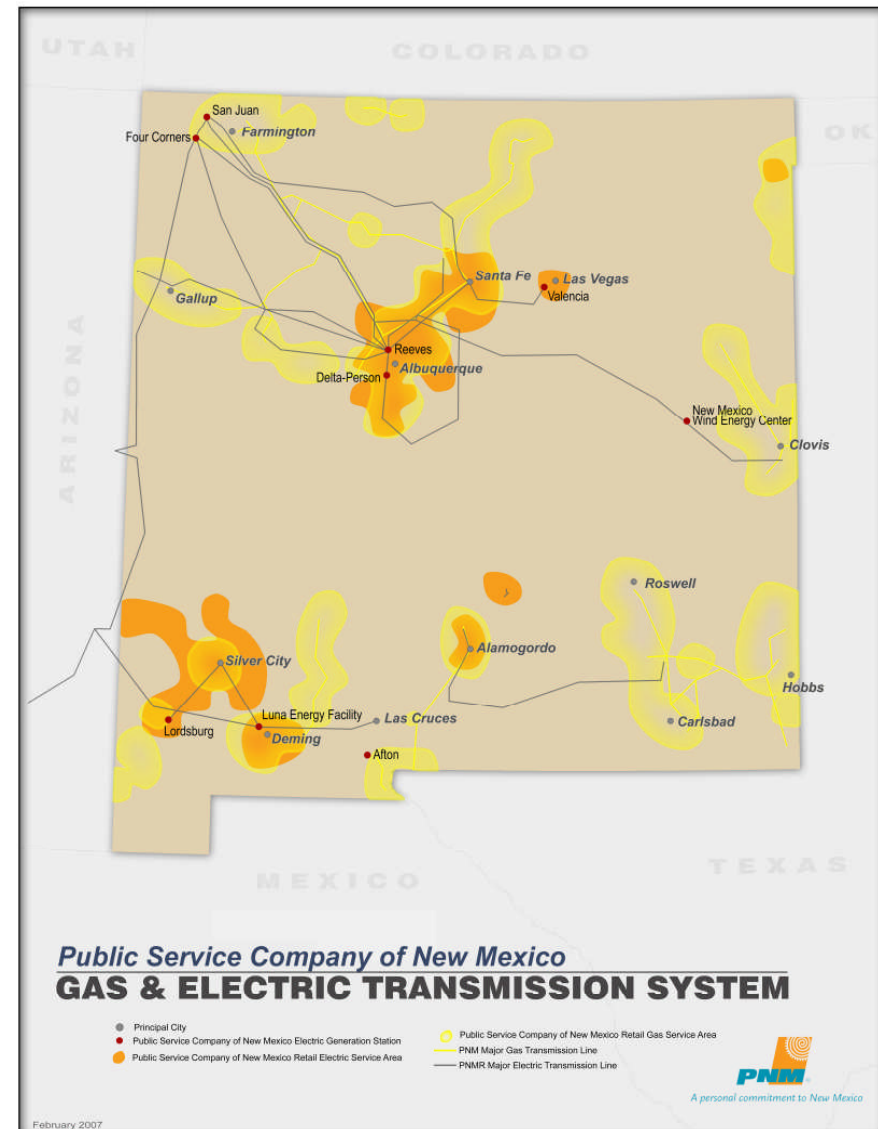 UTAH
COLORADO
OK
San Juan
Four Corners
Farmington
Gallup
Santa Fe
Las Vegas
Valencia
Reeves
Albuquerque
Delta-Person
New Mexico
Wind Energy Center
Clovis
ARIZONA
Roswell
Silver City
Alamogordo
Hobbs
Lordsburg
Luna Energy Facility
Deming
Las Cruces
Carlsbad
Afton
MEXICO
TEXAS
Public Service Company of New Mexico
GAS & ELECTRIC TRANSMISSION SYSTEM
Principal City
Public Service Company of New Mexico Electric Generation Station
Public Service Company of New Mexico Retail Electric Service Area
Public Service Company of New Mexico Retail Gas Service Area
PNM Major Gas Transmission Line
PNMR Major Electric Transmission Line
PNM
A personal commitment to New Mexico
February 2007